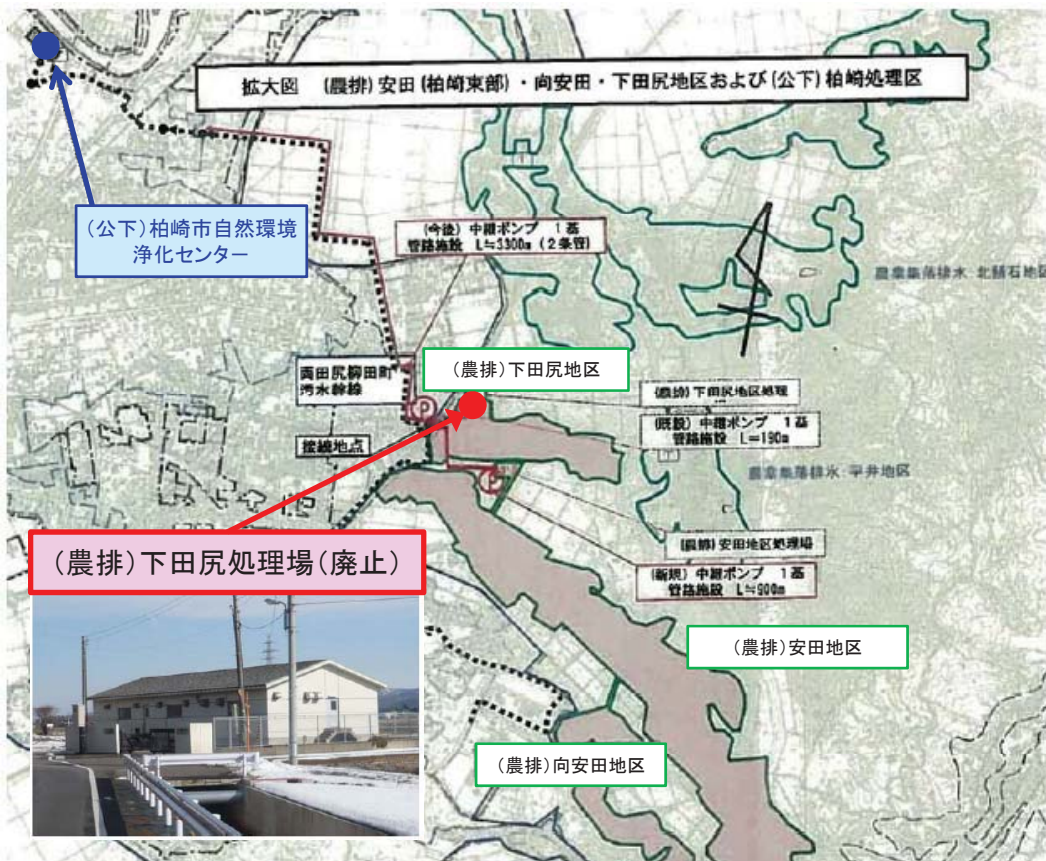 拡大図 (農排)安田(柏崎東部)・向安田・下田尻地区および(公下)柏崎処理区
(公下)柏崎市自然環境
浄化センター
(今後)中継ポンプ 1基
管路施設 L≒3300m(2条管)
農業集落排水 北鯖石地区
両田尻柳田町
汚水幹線
(農排)下田尻地区
(農排)下田尻地区処理
(既設)中継ポンプ 1基
管路施設 L=190m
P
接続地点
農業集落排水 平井地区
P
(農排)下田尻処理場(廃止)
(農排)安田地区処理場
(新規)中継ポンプ 1基
管路施設 L≒900m
(農排)安田地区
(農排)向安田地区